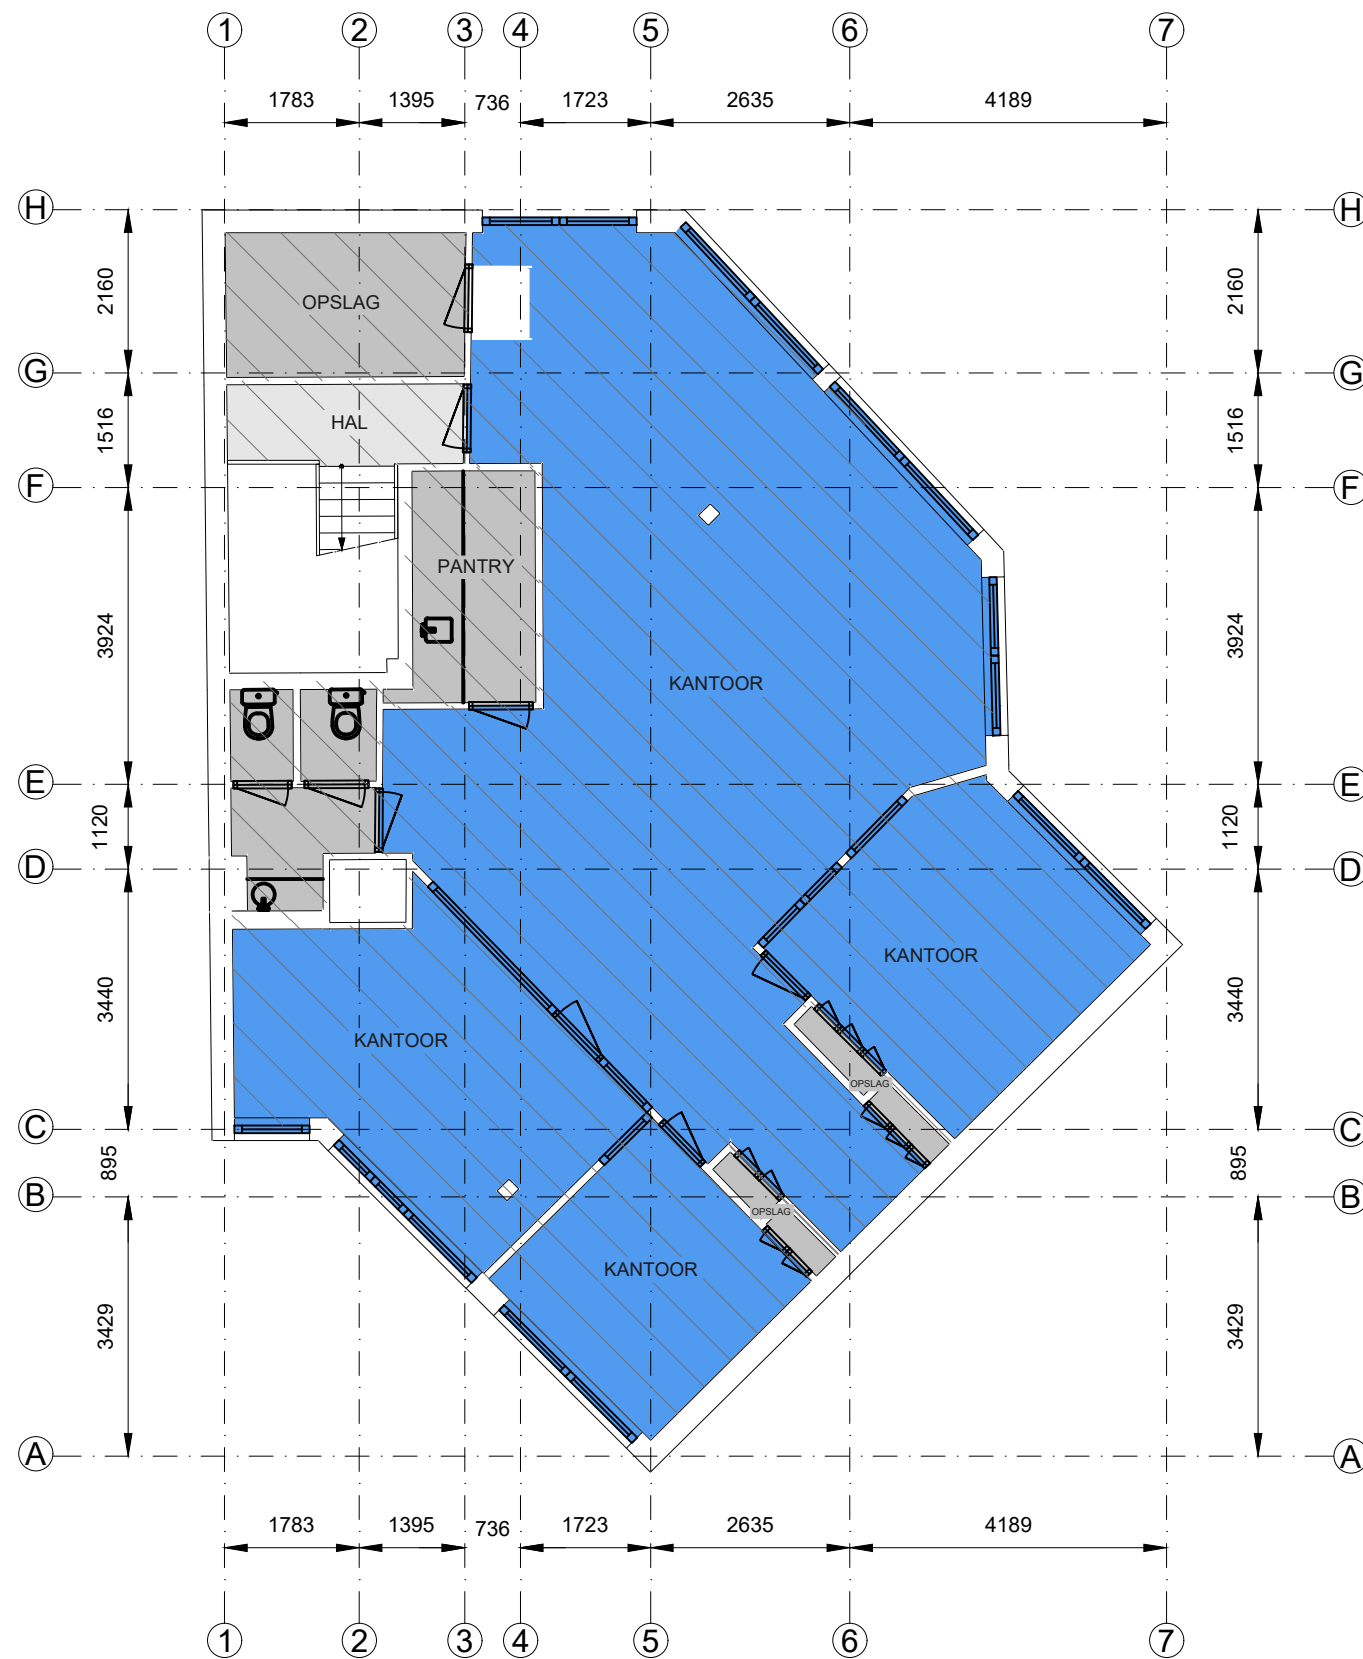 1 2 3 4 5 6 7
1783 1395 736 1723 2635 4189
H H
2160 OPSLAG 2160
G G
1516 HAL 1516
F F
PANTRY
3924 3924
KANTOOR
E E
1120 1120
D D
KANTOOR
3440 3440
KANTOOR
OPSLAG
C C
895 895
B B
OPSLAG
KANTOOR
3429 3429
A A
1783 1395 736 1723 2635 4189
1 2 3 4 5 6 7